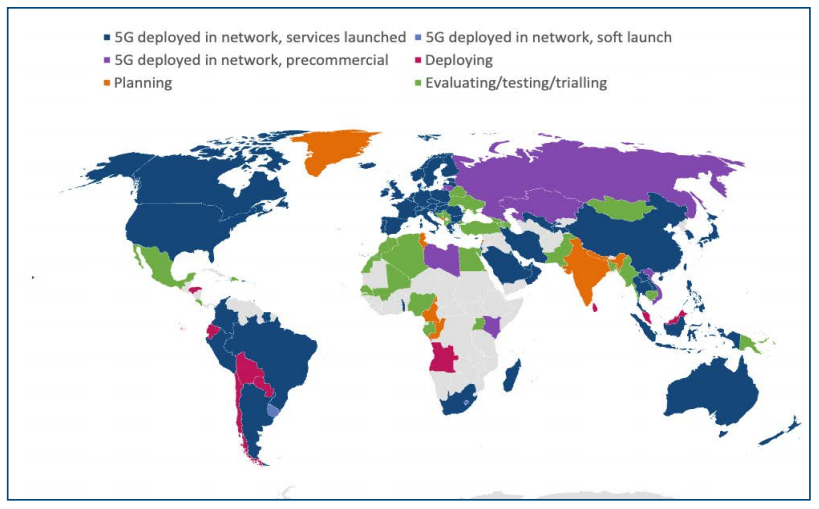 5G deployed in network, services launched 5G deployed in network, soft launch
5G deployed in network, precommercial Deploying
Planning Evaluating/testing/trialling